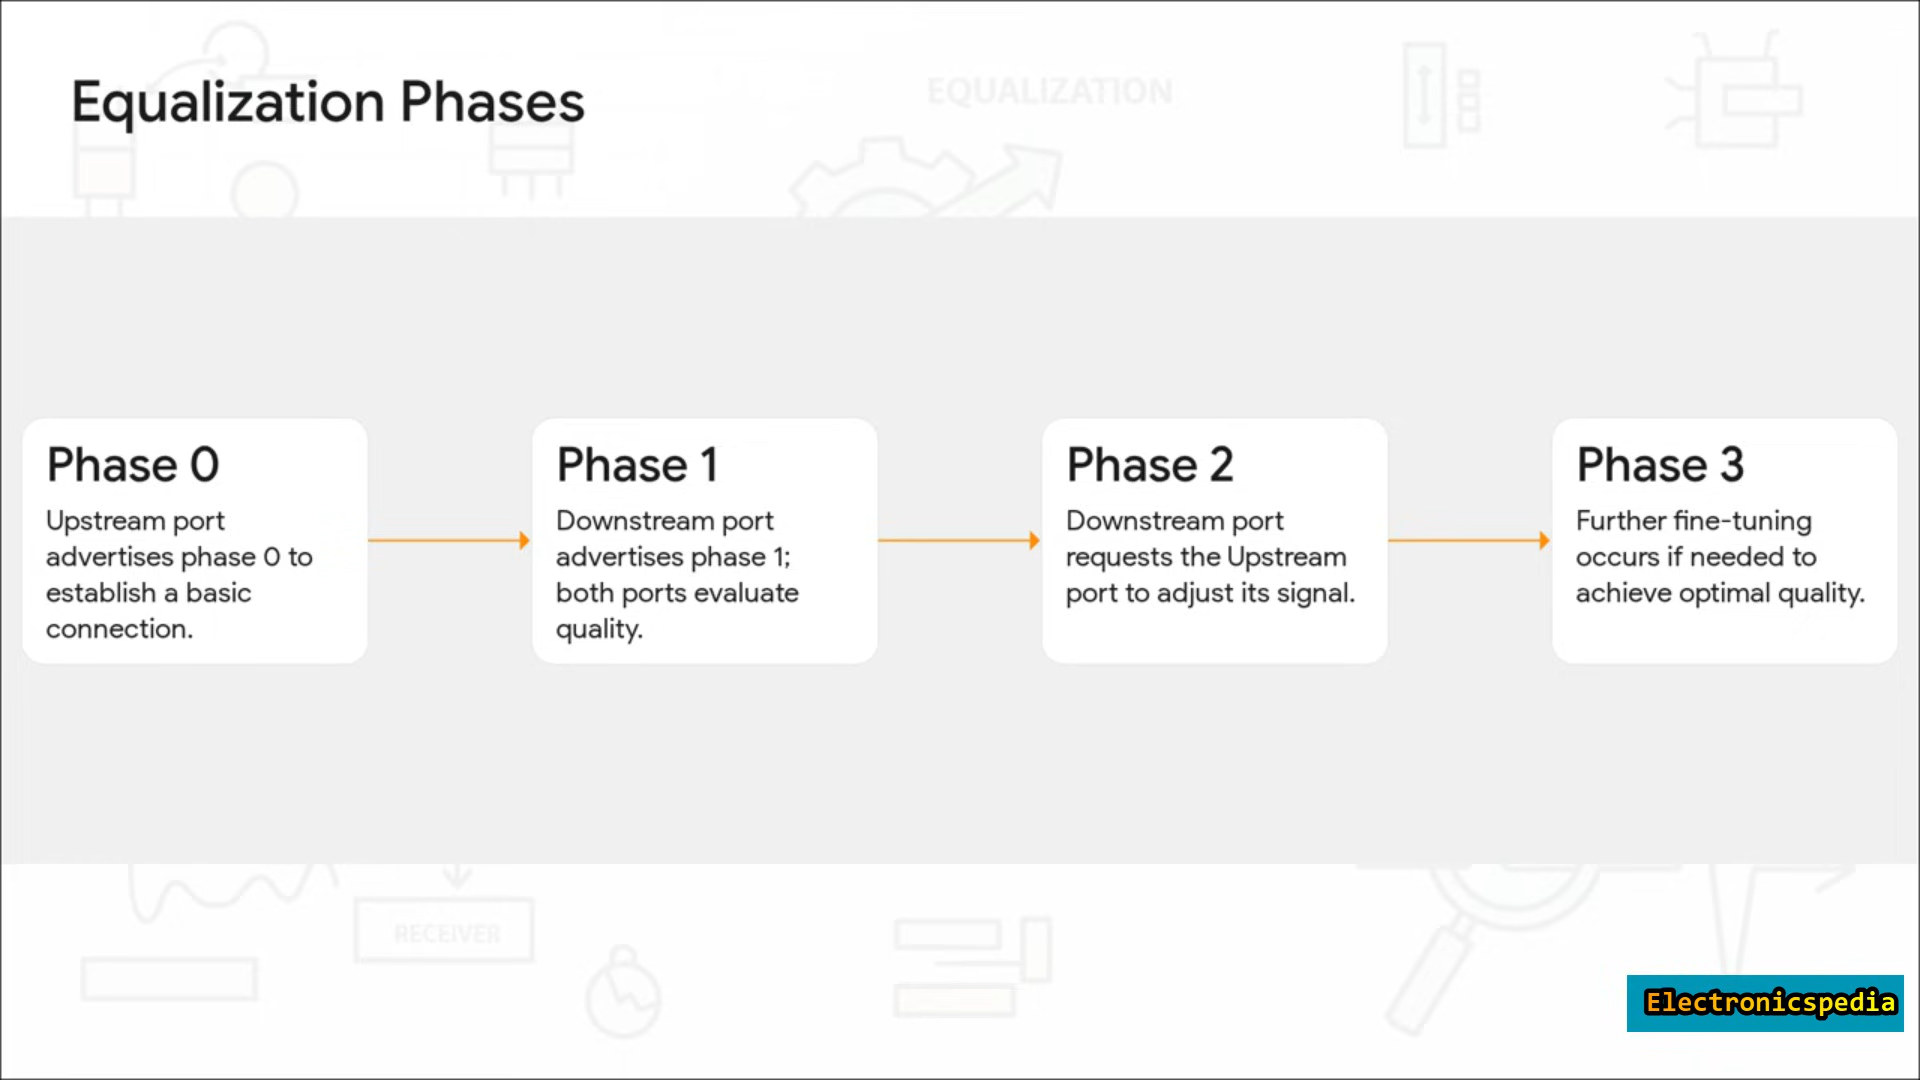 Equalization Phases
EQUALIZATION
Phase 0
Upstream port
advertises phase 0 to
establish a basic
connection.
Phase 1
Downstream port
advertises phase 1;
both ports evaluate
quality.
Phase 2
Downstream port
requests the Upstream
port to adjust its signal.
Phase 3
Further fine-tuning
occurs if needed to
achieve optimal quality.
RECEIVER
Electronicspedia